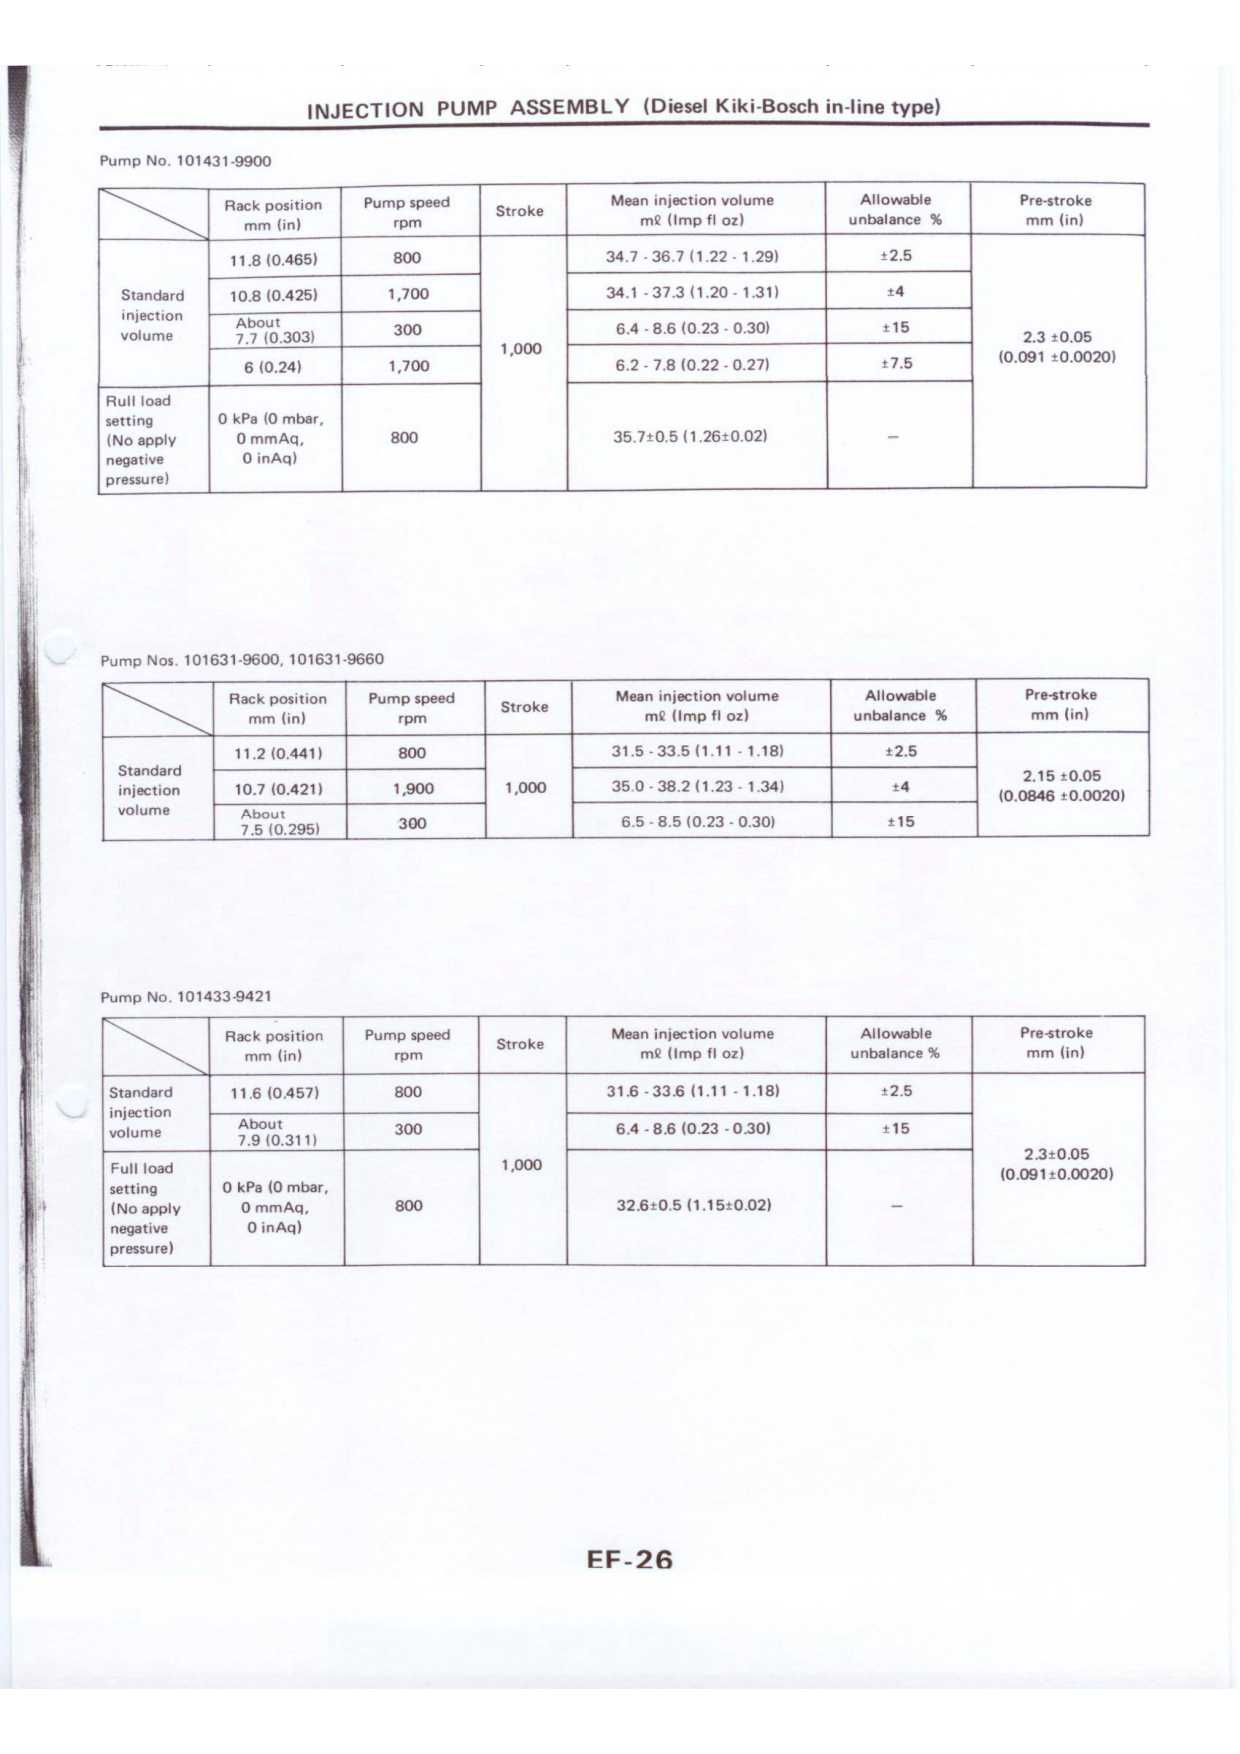 INJECTION PUMP ASSEMBLY (Diesel Kiki-Bosch in-line type)
Pump No. 101431-9900
Rack position
mm (in)
Pump speed
rpm
Stroke
Mean injection volume
mℓ (Imp fl oz)
Allowable
unbalance %
Pre-stroke
mm (in)
Standard
injection
volume
11.8 (0.465)
800
34.7 - 36.7 (1.22 - 1.29)
±2.5
10.8 (0.425)
1,700
34.1 - 37.3 (1.20 - 1.31)
±4
About
7.7 (0.303)
300
6.4 - 8.6 (0.23 - 0.30)
±15
6 (0.24)
1,700
6.2 - 7.8 (0.22 - 0.27)
±7.5
1,000
2.3 ±0.05
(0.091 ±0.0020)
Rull load
setting
(No apply
negative
pressure)
0 kPa (0 mbar,
0 mmAq,
0 inAq)
800
35.7±0.5 (1.26±0.02)
—
Pump Nos. 101631-9600, 101631-9660
Rack position
mm (in)
Pump speed
rpm
Stroke
Mean injection volume
mℓ (Imp fl oz)
Allowable
unbalance %
Pre-stroke
mm (in)
Standard
injection
volume
11.2 (0.441)
800
31.5 - 33.5 (1.11 - 1.18)
±2.5
10.7 (0.421)
1,900
1,000
35.0 - 38.2 (1.23 - 1.34)
±4
2.15 ±0.05
(0.0846 ±0.0020)
About
7.5 (0.295)
300
6.5 - 8.5 (0.23 - 0.30)
±15
Pump No. 101433-9421
Rack position
mm (in)
Pump speed
rpm
Stroke
Mean injection volume
mℓ (Imp fl oz)
Allowable
unbalance %
Pre-stroke
mm (in)
Standard
injection
volume
11.6 (0.457)
800
31.6 - 33.6 (1.11 - 1.18)
±2.5
About
7.9 (0.311)
300
6.4 - 8.6 (0.23 - 0.30)
±15
1,000
2.3±0.05
(0.091±0.0020)
Full load
setting
(No apply
negative
pressure)
0 kPa (0 mbar,
0 mmAq,
0 inAq)
800
32.6±0.5 (1.15±0.02)
—
EF-26